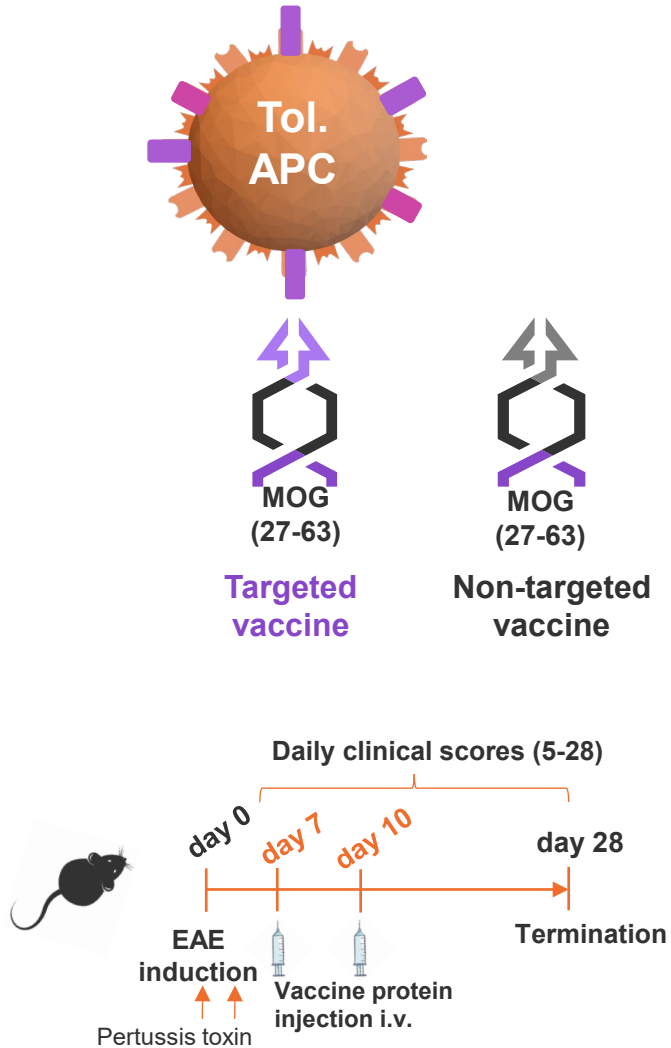 Tol.
APC
MOG
(27-63)
MOG
(27-63)
Targeted
vaccine
Non-targeted
vaccine
Daily clinical scores (5-28)
day 0
day 7
day 10
day 28
EAE
induction
Vaccine protein
injection i.v.
Termination
Pertussis toxin